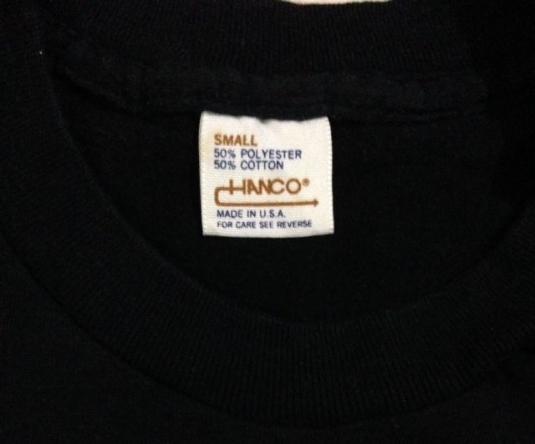 SMALL
50% POLYESTER
50% COTTON
HANCO®
MADE IN U.S.A.
FOR CARE SEE REVERSE